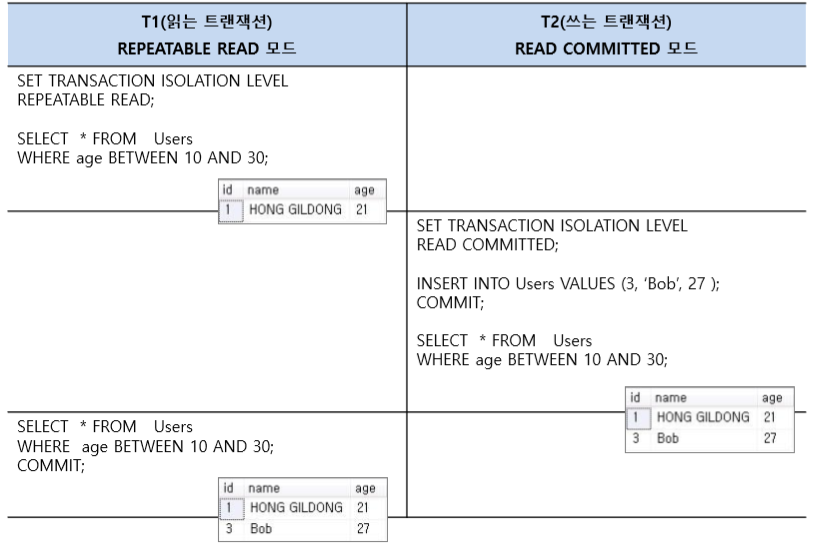 T1(읽는 트랜잭션)
REPEATABLE READ 모드
T2(쓰는 트랜잭션)
READ COMMITTED 모드
SET TRANSACTION ISOLATION LEVEL
REPEATABLE READ;
SELECT * FROM Users
WHERE age BETWEEN 10 AND 30;
id name age
1 HONG GILDONG 21
SET TRANSACTION ISOLATION LEVEL
READ COMMITTED;
INSERT INTO Users VALUES (3, ‘Bob’, 27 );
COMMIT;
SELECT * FROM Users
WHERE age BETWEEN 10 AND 30;
id name age
1 HONG GILDONG 21
3 Bob 27
SELECT * FROM Users
WHERE age BETWEEN 10 AND 30;
COMMIT;
id name age
1 HONG GILDONG 21
3 Bob 27